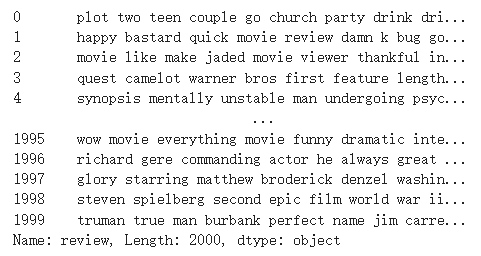 0 plot two teen couple go church party drink dri...
1 happy bastard quick movie review damn k bug go...
2 movie like make jaded movie viewer thankful in...
3 quest camelot warner bros first feature length...
4 synopsis mentally unstable man undergoing psyc...
...
1995 wow movie everything movie funny dramatic inte...
1996 richard gere commanding actor he always great ...
1997 glory starring matthew broderick denzel washin...
1998 steven spielberg second epic film world war ii...
1999 truman true man burbank perfect name jim carre...
Name: review, Length: 2000, dtype: object